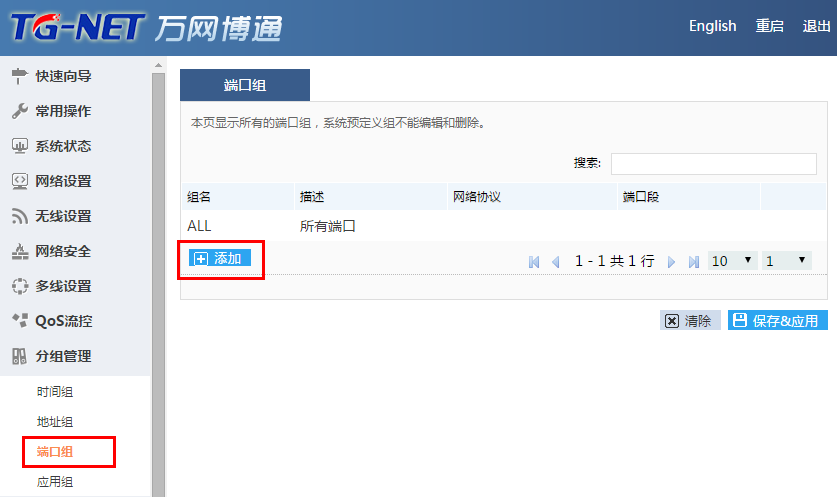 TG-NET 万网博通
English 重启 退出
快速向导
常用操作
系统状态
网络设置
无线设置
网络安全
多线设置
QoS流控
分组管理
时间组
地址组
端口组
应用组
端口组
本页显示所有的端口组，系统预定义组不能编辑和删除。
搜索:
组名 描述 网络协议 端口段
ALL 所有端口
添加 1 - 1 共 1 行 10 1
清除 保存&应用